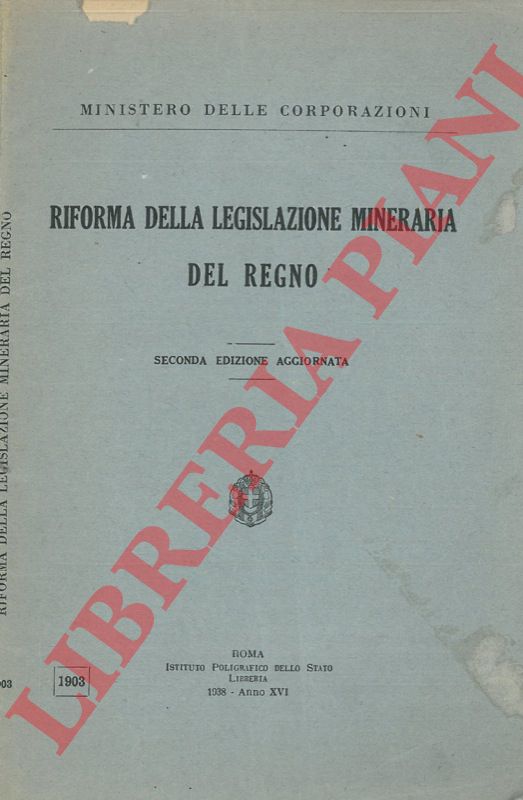 MINISTERO DELLE CORPORAZIONI
RIFORMA DELLA LEGISLAZIONE MINERARIA
DEL REGNO
SECONDA EDIZIONE AGGIORNATA
ROMA
ISTITUTO POLIGRAFICO DELLO STATO
LIBRERIA
1938 - ANNO XVI
1903
RIFORMA DELLA LEGISLAZIONE MINERARIA DEL REGNO
903
LIBRERIA PIANI